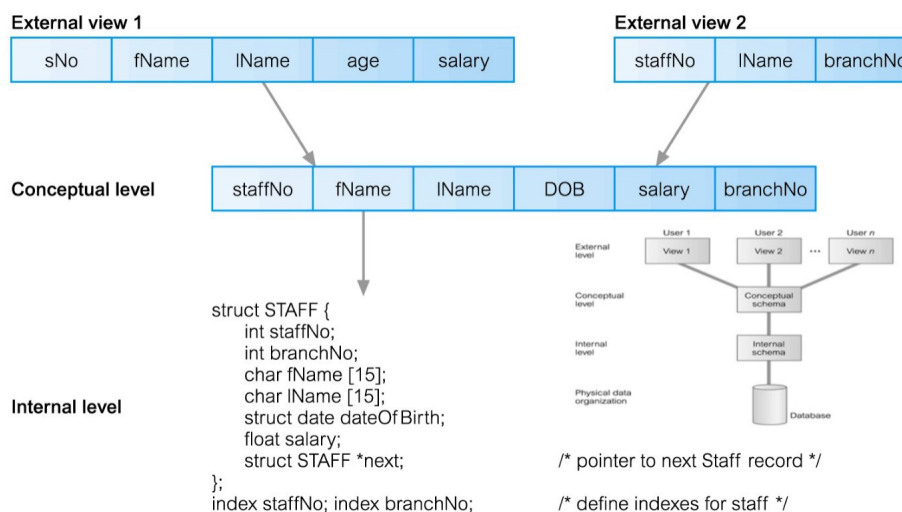 External view 1 External view 2
sNo fName lName age salary staffNo lName branchNo
Conceptual level staffNo fName lName DOB salary branchNo
User 1 User 2 User n
External level View 1 View 2 ... View n
Conceptual level Conceptual schema
Internal level Internal schema
Physical data organization Database
Internal level
struct STAFF {
int staffNo;
int branchNo;
char fName [15];
char lName [15];
struct date dateOfBirth;
float salary;
struct STAFF *next; /* pointer to next Staff record */
};
index staffNo; index branchNo; /* define indexes for staff */